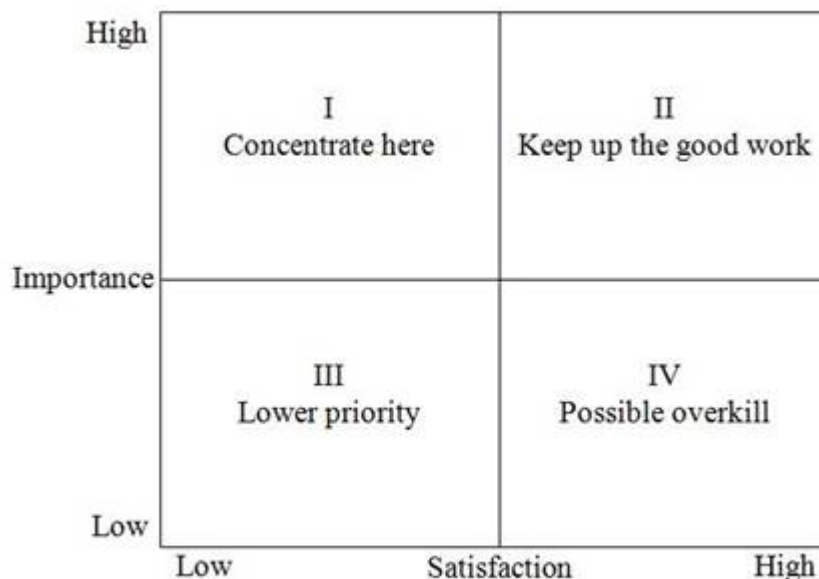 High
I
II
Concentrate here
Keep up the good work
Importance
III
IV
Lower priority
Possible overkill
Low
Low
Satisfaction
High